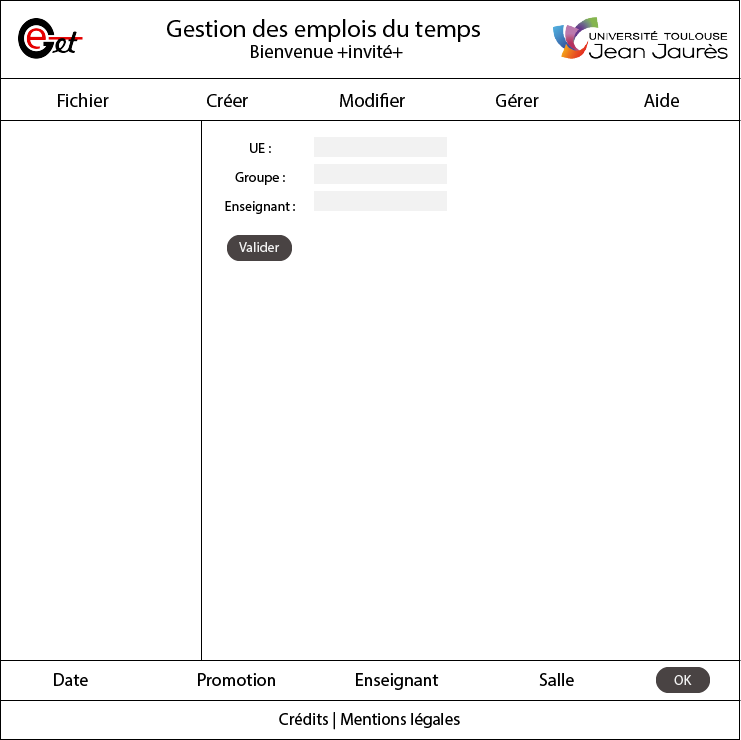 eGet
Gestion des emplois du temps
Bienvenue +invité+
UNIVERSITÉ TOULOUSE
Jean Jaurès
Fichier Créer Modifier Gérer Aide
UE :
Groupe :
Enseignant :
Valider
Date Promotion Enseignant Salle OK
Crédits | Mentions légales